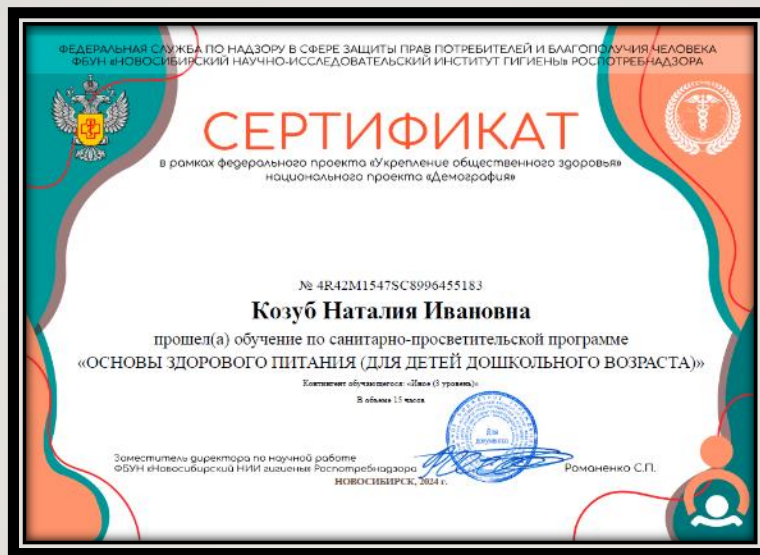 ФЕДЕРАЛЬНАЯ СЛУЖБА ПО НАДЗОРУ В СФЕРЕ ЗАЩИТЫ ПРАВ ПОТРЕБИТЕЛЕЙ И БЛАГОПОЛУЧИЯ ЧЕЛОВЕКА
ФБУН «НОВОСИБИРСКИЙ НАУЧНО-ИССЛЕДОВАТЕЛЬСКИЙ ИНСТИТУТ ГИГИЕНЫ» РОСПОТРЕБНАДЗОРА
СЕРТИФИКАТ
в рамках федерального проекта «Укрепление общественного здоровья»
национального проекта «Демография»
№ 4R42M1547SC8996455183
Козуб Наталия Ивановна
прошел(а) обучение по санитарно-просветительской программе
«ОСНОВЫ ЗДОРОВОГО ПИТАНИЯ (ДЛЯ ДЕТЕЙ ДОШКОЛЬНОГО ВОЗРАСТА)»
Контингент обучающегося: «Иное (3 уровень)»
В объеме 15 часов
Для
документов
Заместитель директора по научной работе
ФБУН «Новосибирский НИИ гигиены» Роспотребнадзора
Романенко С.П.
НОВОСИБИРСК, 2024 г.